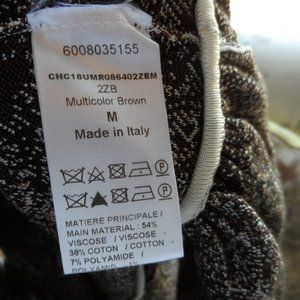 6008035155
CHC18UMR086402ZBM
2ZB
Multicolor Brown
M
Made in Italy
MATIERE PRINCIPALE /
MAIN MATERIAL : 54%
VISCOSE / VISCOSE
38% COTON / COTTON
7% POLYAMIDE /
POLYAMIDE